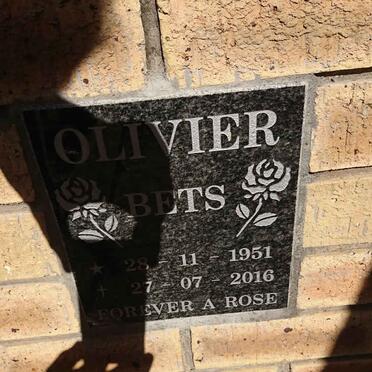 OLIVIER
BETS
★ 28 - 11 - 1951
+ 27 - 07 - 2016
FOREVER A ROSE